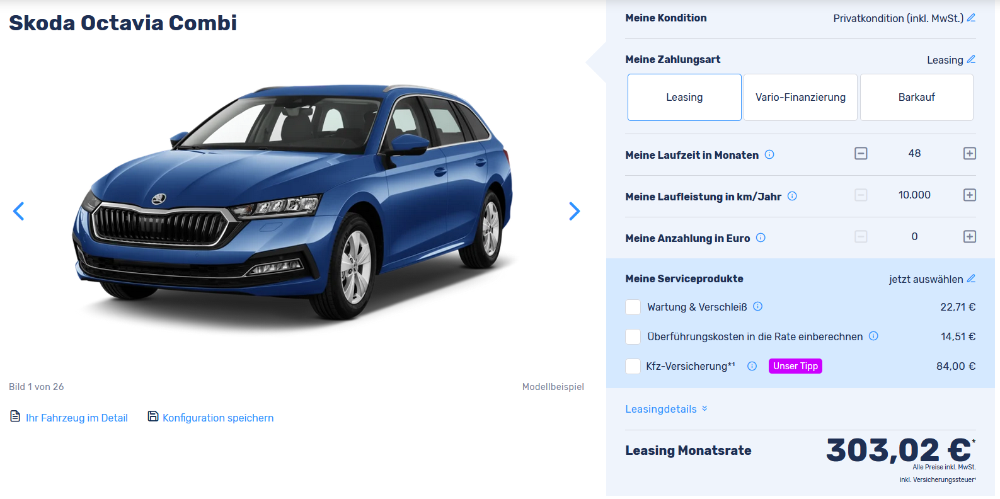 Skoda Octavia Combi
Bild 1 von 26
Modellbeispiel
Ihr Fahrzeug im Detail
Konfiguration speichern
Meine Kondition
Privatkondition (inkl. MwSt.)
Meine Zahlungsart
Leasing
Leasing
Vario-Finanzierung
Barkauf
Meine Laufzeit in Monaten
48
Meine Laufleistung in km/Jahr
10.000
Meine Anzahlung in Euro
0
Meine Serviceprodukte
jetzt auswählen
Wartung & Verschleiß
22,71 €
Überführungskosten in die Rate einberechnen
14,51 €
Kfz-Versicherung*¹
Unser Tipp
84,00 €
Leasingdetails
Leasing Monatsrate
303,02 €*
Alle Preise inkl. MwSt.
inkl. Versicherungssteuer¹